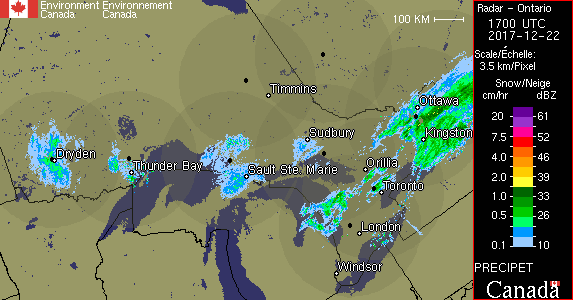 Environment Environnement
Canada Canada
100 KM
Timmins
Ottawa
Sudbury
Kingston
Dryden
Thunder Bay
Sault Ste. Marie
Orillia
Toronto
London
Windsor
Radar - Ontario
1700 UTC
2017-12-22
Scale/Échelle:
3.5 km/Pixel
Snow/Neige
cm/hr dBZ
20 61
7.5 52
4.0 46
2.0 39
1.0 33
0.5 26
0.1 10
PRECIPET
Canada